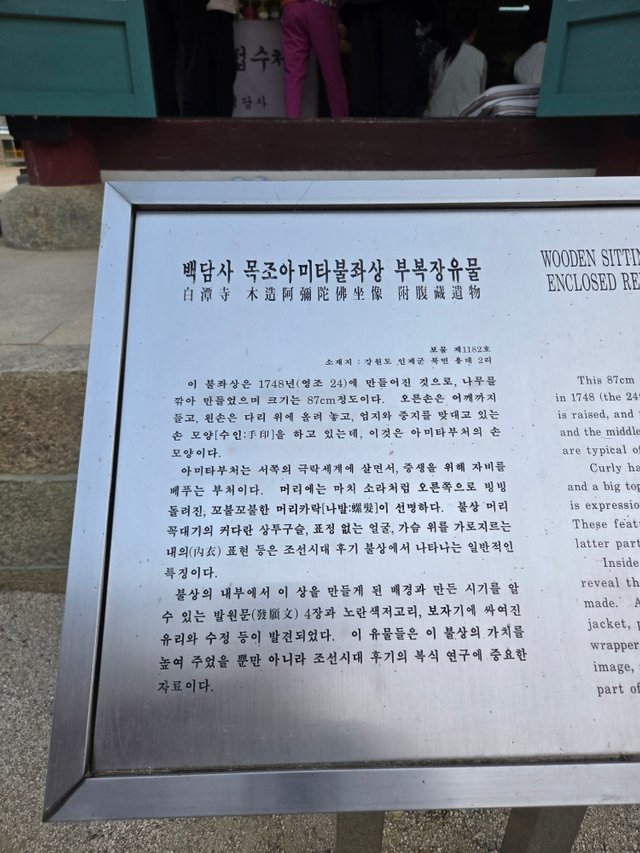 접수처
백담사
백담사 목조아미타불좌상 부복장유물
白潭寺 木造阿彌陀佛坐像 附腹藏遺物
보물 제1182호
소재지 : 강원도 인제군 북면 용대 2리
이 불좌상은 1748년(영조 24)에 만들어진 것으로, 나무를
깎아 만들었으며 크기는 87cm정도이다. 오른손은 어깨까지
들고, 왼손은 다리 위에 올려 놓고, 엄지와 중지를 맞대고 있는
손 모양[수인:手印]을 하고 있는데, 이것은 아미타부처의 손
모양이다.
아미타부처는 서쪽의 극락세계에 살면서, 중생을 위해 자비를
베푸는 부처이다. 머리에는 마치 소라처럼 오른쪽으로 빙빙
돌려진, 꼬불꼬불한 머리카락[나발:螺髮]이 선명하다. 불상 머리
꼭대기의 커다란 상투구슬, 표정 없는 얼굴, 가슴 위를 가로지르는
내의(內衣) 표현 등은 조선시대 후기 불상에서 나타나는 일반적인
특징이다.
불상의 내부에서 이 상을 만들게 된 배경과 만든 시기를 알
수 있는 발원문(發願文) 4장과 노란색저고리, 보자기에 싸여진
유리와 수정 등이 발견되었다. 이 유물들은 이 불상의 가치를
높여 주었을 뿐만 아니라 조선시대 후기의 복식 연구에 중요한
자료이다.
WOODEN SITTIN
ENCLOSED RE
This 87cm
in 1748 (the 24
is raised, and
and the middle
are typical of
Curly ha
and a big top
is expression
These featu
latter part
Inside
reveal th
made. A
jacket, p
wrapper
image,
part of